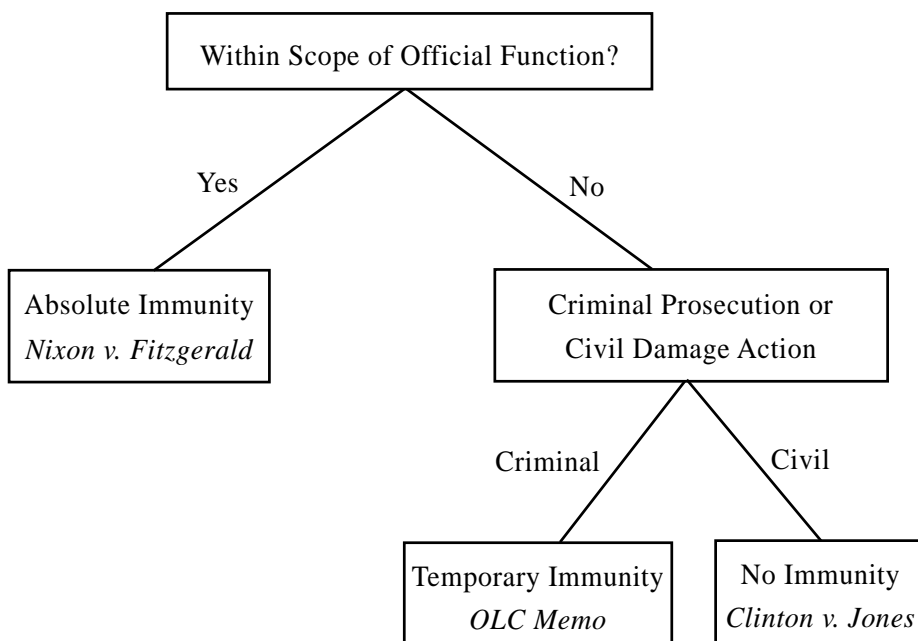 Within Scope of Official Function?
Yes
No
Absolute Immunity
Nixon v. Fitzgerald
Criminal Prosecution or
Civil Damage Action
Criminal
Civil
Temporary Immunity
OLC Memo
No Immunity
Clinton v. Jones